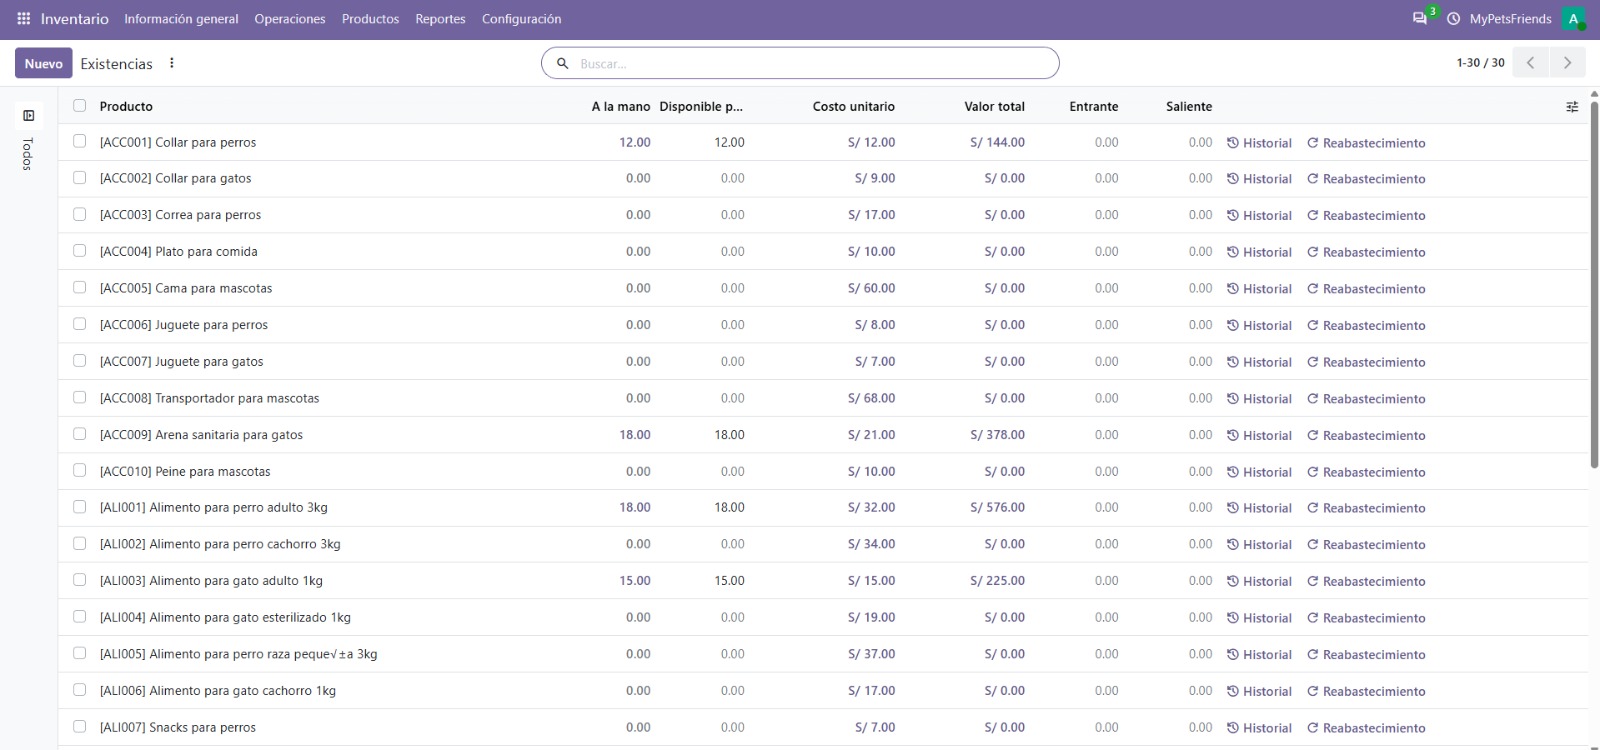 Inventario Información general Operaciones Productos Reportes Configuración 3 MyPetsFriends A
Nuevo Existencias Buscar... 1-30 / 30
Producto A la mano Disponible p... Costo unitario Valor total Entrante Saliente
Todos
[ACC001] Collar para perros 12.00 12.00 S/ 12.00 S/ 144.00 0.00 0.00 Historial Reabastecimiento
[ACC002] Collar para gatos 0.00 0.00 S/ 9.00 S/ 0.00 0.00 0.00 Historial Reabastecimiento
[ACC003] Correa para perros 0.00 0.00 S/ 17.00 S/ 0.00 0.00 0.00 Historial Reabastecimiento
[ACC004] Plato para comida 0.00 0.00 S/ 10.00 S/ 0.00 0.00 0.00 Historial Reabastecimiento
[ACC005] Cama para mascotas 0.00 0.00 S/ 60.00 S/ 0.00 0.00 0.00 Historial Reabastecimiento
[ACC006] Juguete para perros 0.00 0.00 S/ 8.00 S/ 0.00 0.00 0.00 Historial Reabastecimiento
[ACC007] Juguete para gatos 0.00 0.00 S/ 7.00 S/ 0.00 0.00 0.00 Historial Reabastecimiento
[ACC008] Transportador para mascotas 0.00 0.00 S/ 68.00 S/ 0.00 0.00 0.00 Historial Reabastecimiento
[ACC009] Arena sanitaria para gatos 18.00 18.00 S/ 21.00 S/ 378.00 0.00 0.00 Historial Reabastecimiento
[ACC010] Peine para mascotas 0.00 0.00 S/ 10.00 S/ 0.00 0.00 0.00 Historial Reabastecimiento
[ALI001] Alimento para perro adulto 3kg 18.00 18.00 S/ 32.00 S/ 576.00 0.00 0.00 Historial Reabastecimiento
[ALI002] Alimento para perro cachorro 3kg 0.00 0.00 S/ 34.00 S/ 0.00 0.00 0.00 Historial Reabastecimiento
[ALI003] Alimento para gato adulto 1kg 15.00 15.00 S/ 15.00 S/ 225.00 0.00 0.00 Historial Reabastecimiento
[ALI004] Alimento para gato esterilizado 1kg 0.00 0.00 S/ 19.00 S/ 0.00 0.00 0.00 Historial Reabastecimiento
[ALI005] Alimento para perro raza peque√±a 3kg 0.00 0.00 S/ 37.00 S/ 0.00 0.00 0.00 Historial Reabastecimiento
[ALI006] Alimento para gato cachorro 1kg 0.00 0.00 S/ 17.00 S/ 0.00 0.00 0.00 Historial Reabastecimiento
[ALI007] Snacks para perros 0.00 0.00 S/ 7.00 S/ 0.00 0.00 0.00 Historial Reabastecimiento